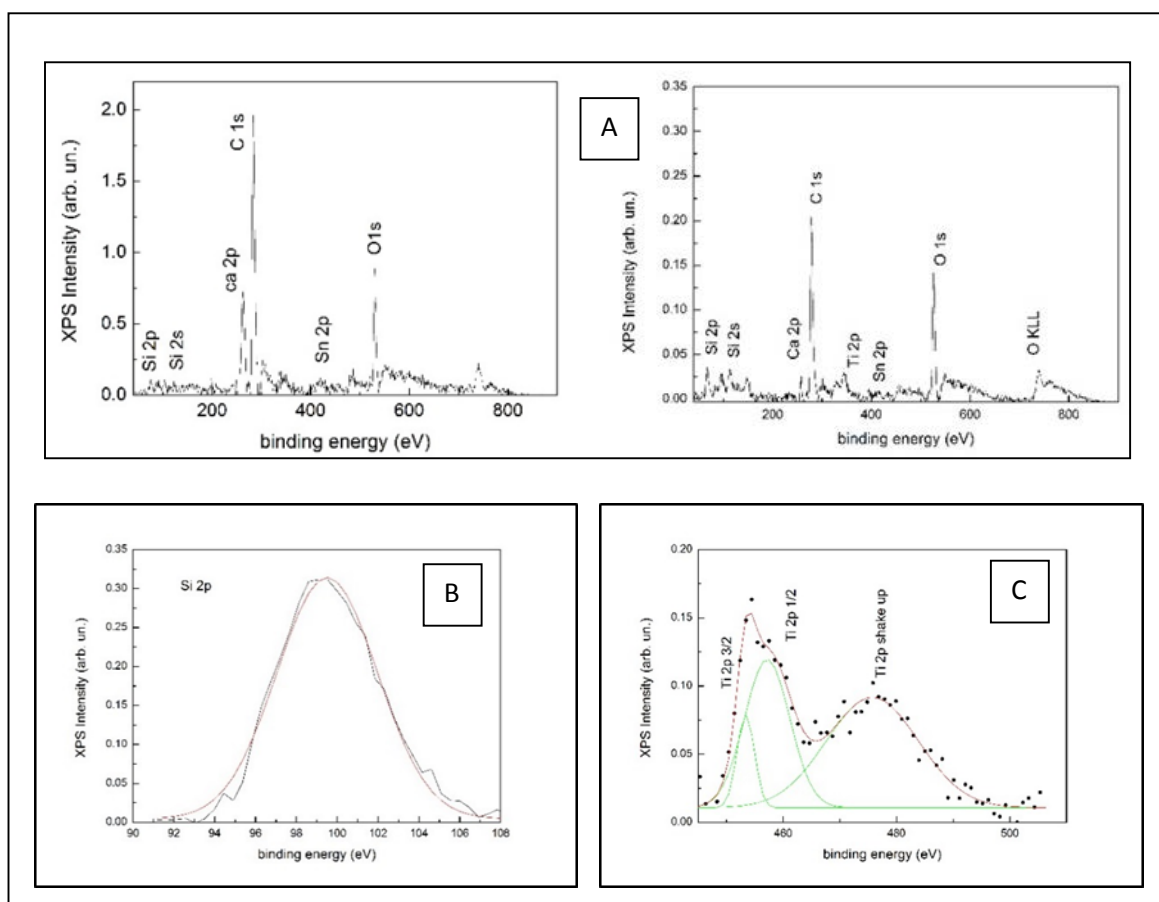 A
2.0
1.5
1.0
0.5
0.0
XPS Intensity (arb. un.)
Si 2p
Si 2s
ca 2p
C 1s
Sn 2p
O1s
200 400 600 800
binding energy (eV)
0.35
0.30
0.25
0.20
0.15
0.10
0.05
0.00
XPS Intensity (arb. un.)
Si 2p
Si 2s
Ca 2p
C 1s
Ti 2p
Sn 2p
O 1s
O KLL
200 400 600 800
binding energy (eV)
B
Si 2p
0.35
0.30
0.25
0.20
0.15
0.10
0.05
0.00
XPS Intensity (arb. un.)
90 92 94 96 98 100 102 104 106 108
binding energy (eV)
C
0.20
0.15
0.10
0.05
0.00
XPS Intensity (arb. un.)
Ti 2p 3/2
Ti 2p 1/2
Ti 2p shake up
460 480 500
binding energy (eV)